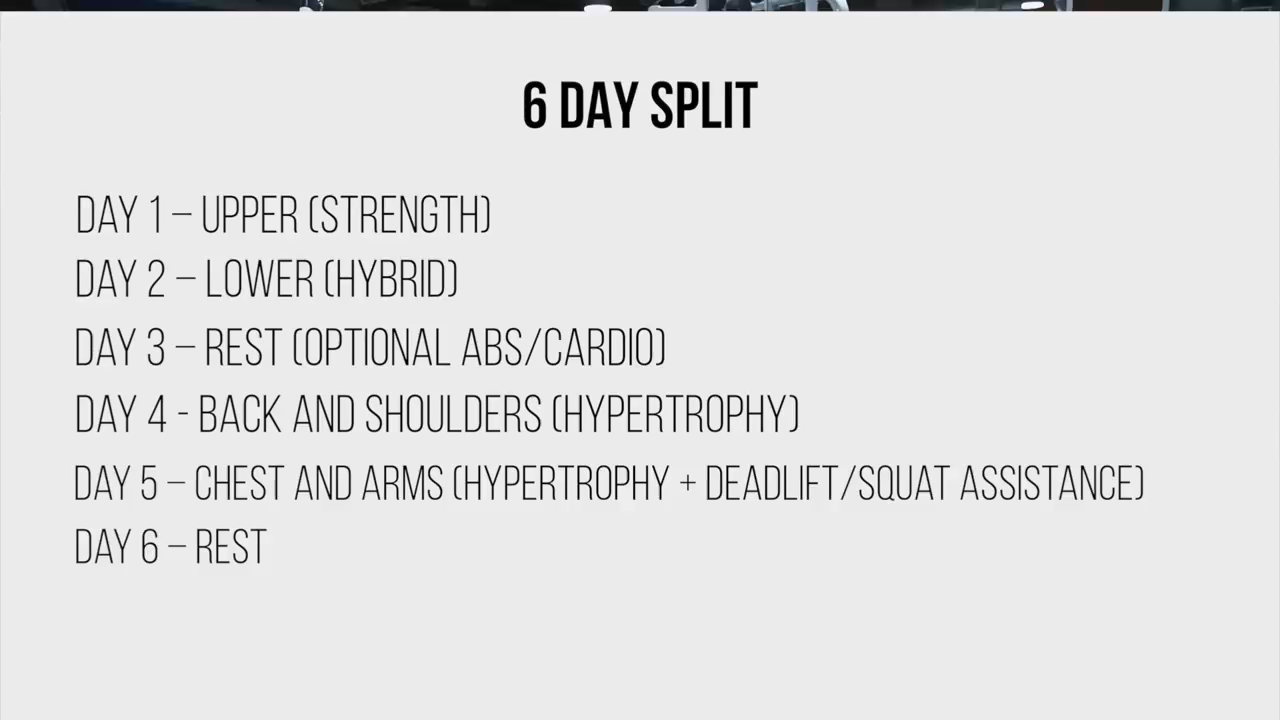 6 DAY SPLIT
DAY 1 – UPPER (STRENGTH)
DAY 2 – LOWER (HYBRID)
DAY 3 – REST (OPTIONAL ABS/CARDIO)
DAY 4 - BACK AND SHOULDERS (HYPERTROPHY)
DAY 5 – CHEST AND ARMS (HYPERTROPHY + DEADLIFT/SQUAT ASSISTANCE)
DAY 6 – REST